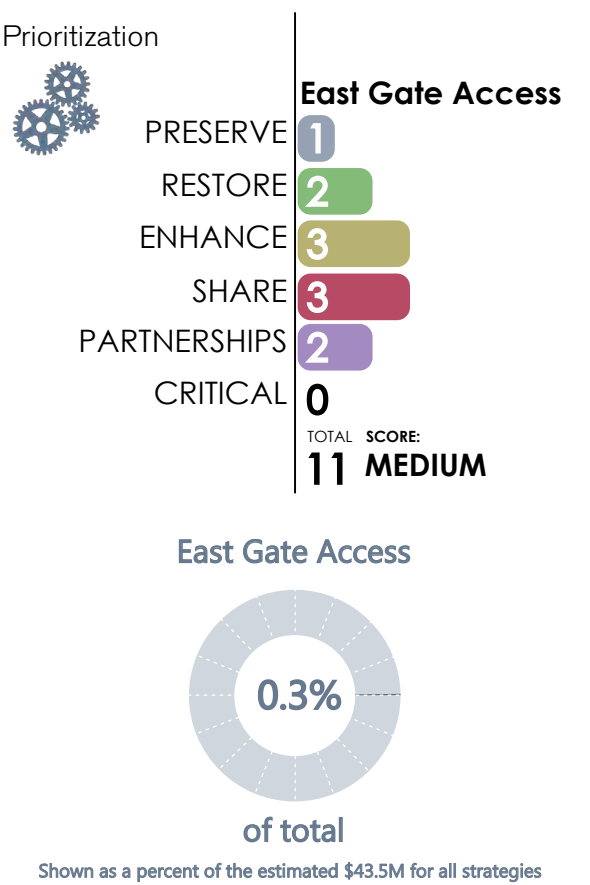 Prioritization
East Gate Access
PRESERVE 1
RESTORE 2
ENHANCE 3
SHARE 3
PARTNERSHIPS 2
CRITICAL 0
TOTAL SCORE:
11 MEDIUM
East Gate Access
0.3%
of total
Shown as a percent of the estimated $43.5M for all strategies